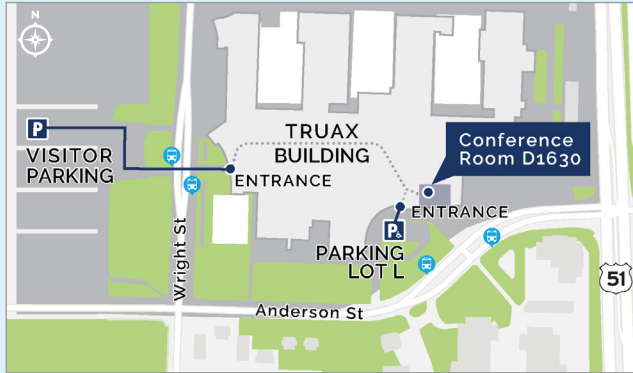 N
P
VISITOR
PARKING
TRUAX
BUILDING
ENTRANCE
Conference
Room D1630
ENTRANCE
P
PARKING
LOT L
Wright St
Anderson St
51